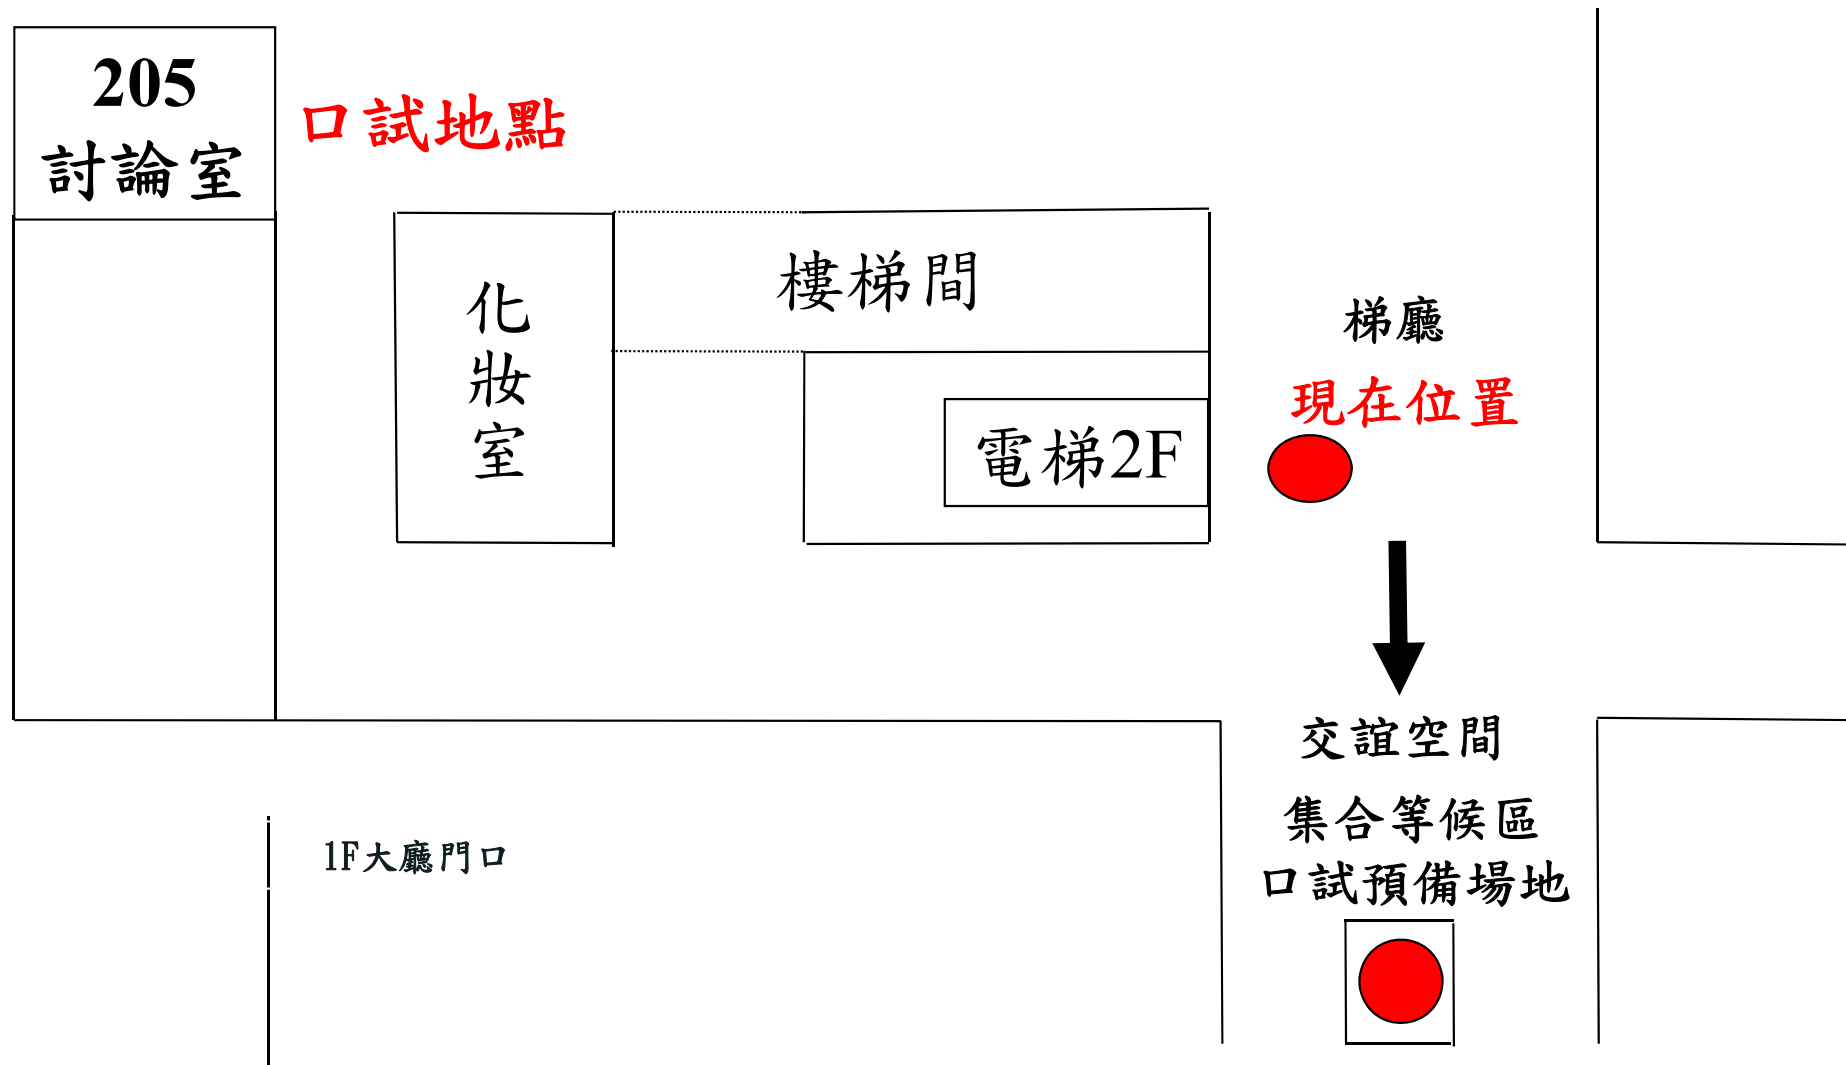 205
討論室
口試地點
化妝室
樓梯間
電梯2F
梯廳
現在位置
交誼空間
集合等候區
口試預備場地
1F大廳門口